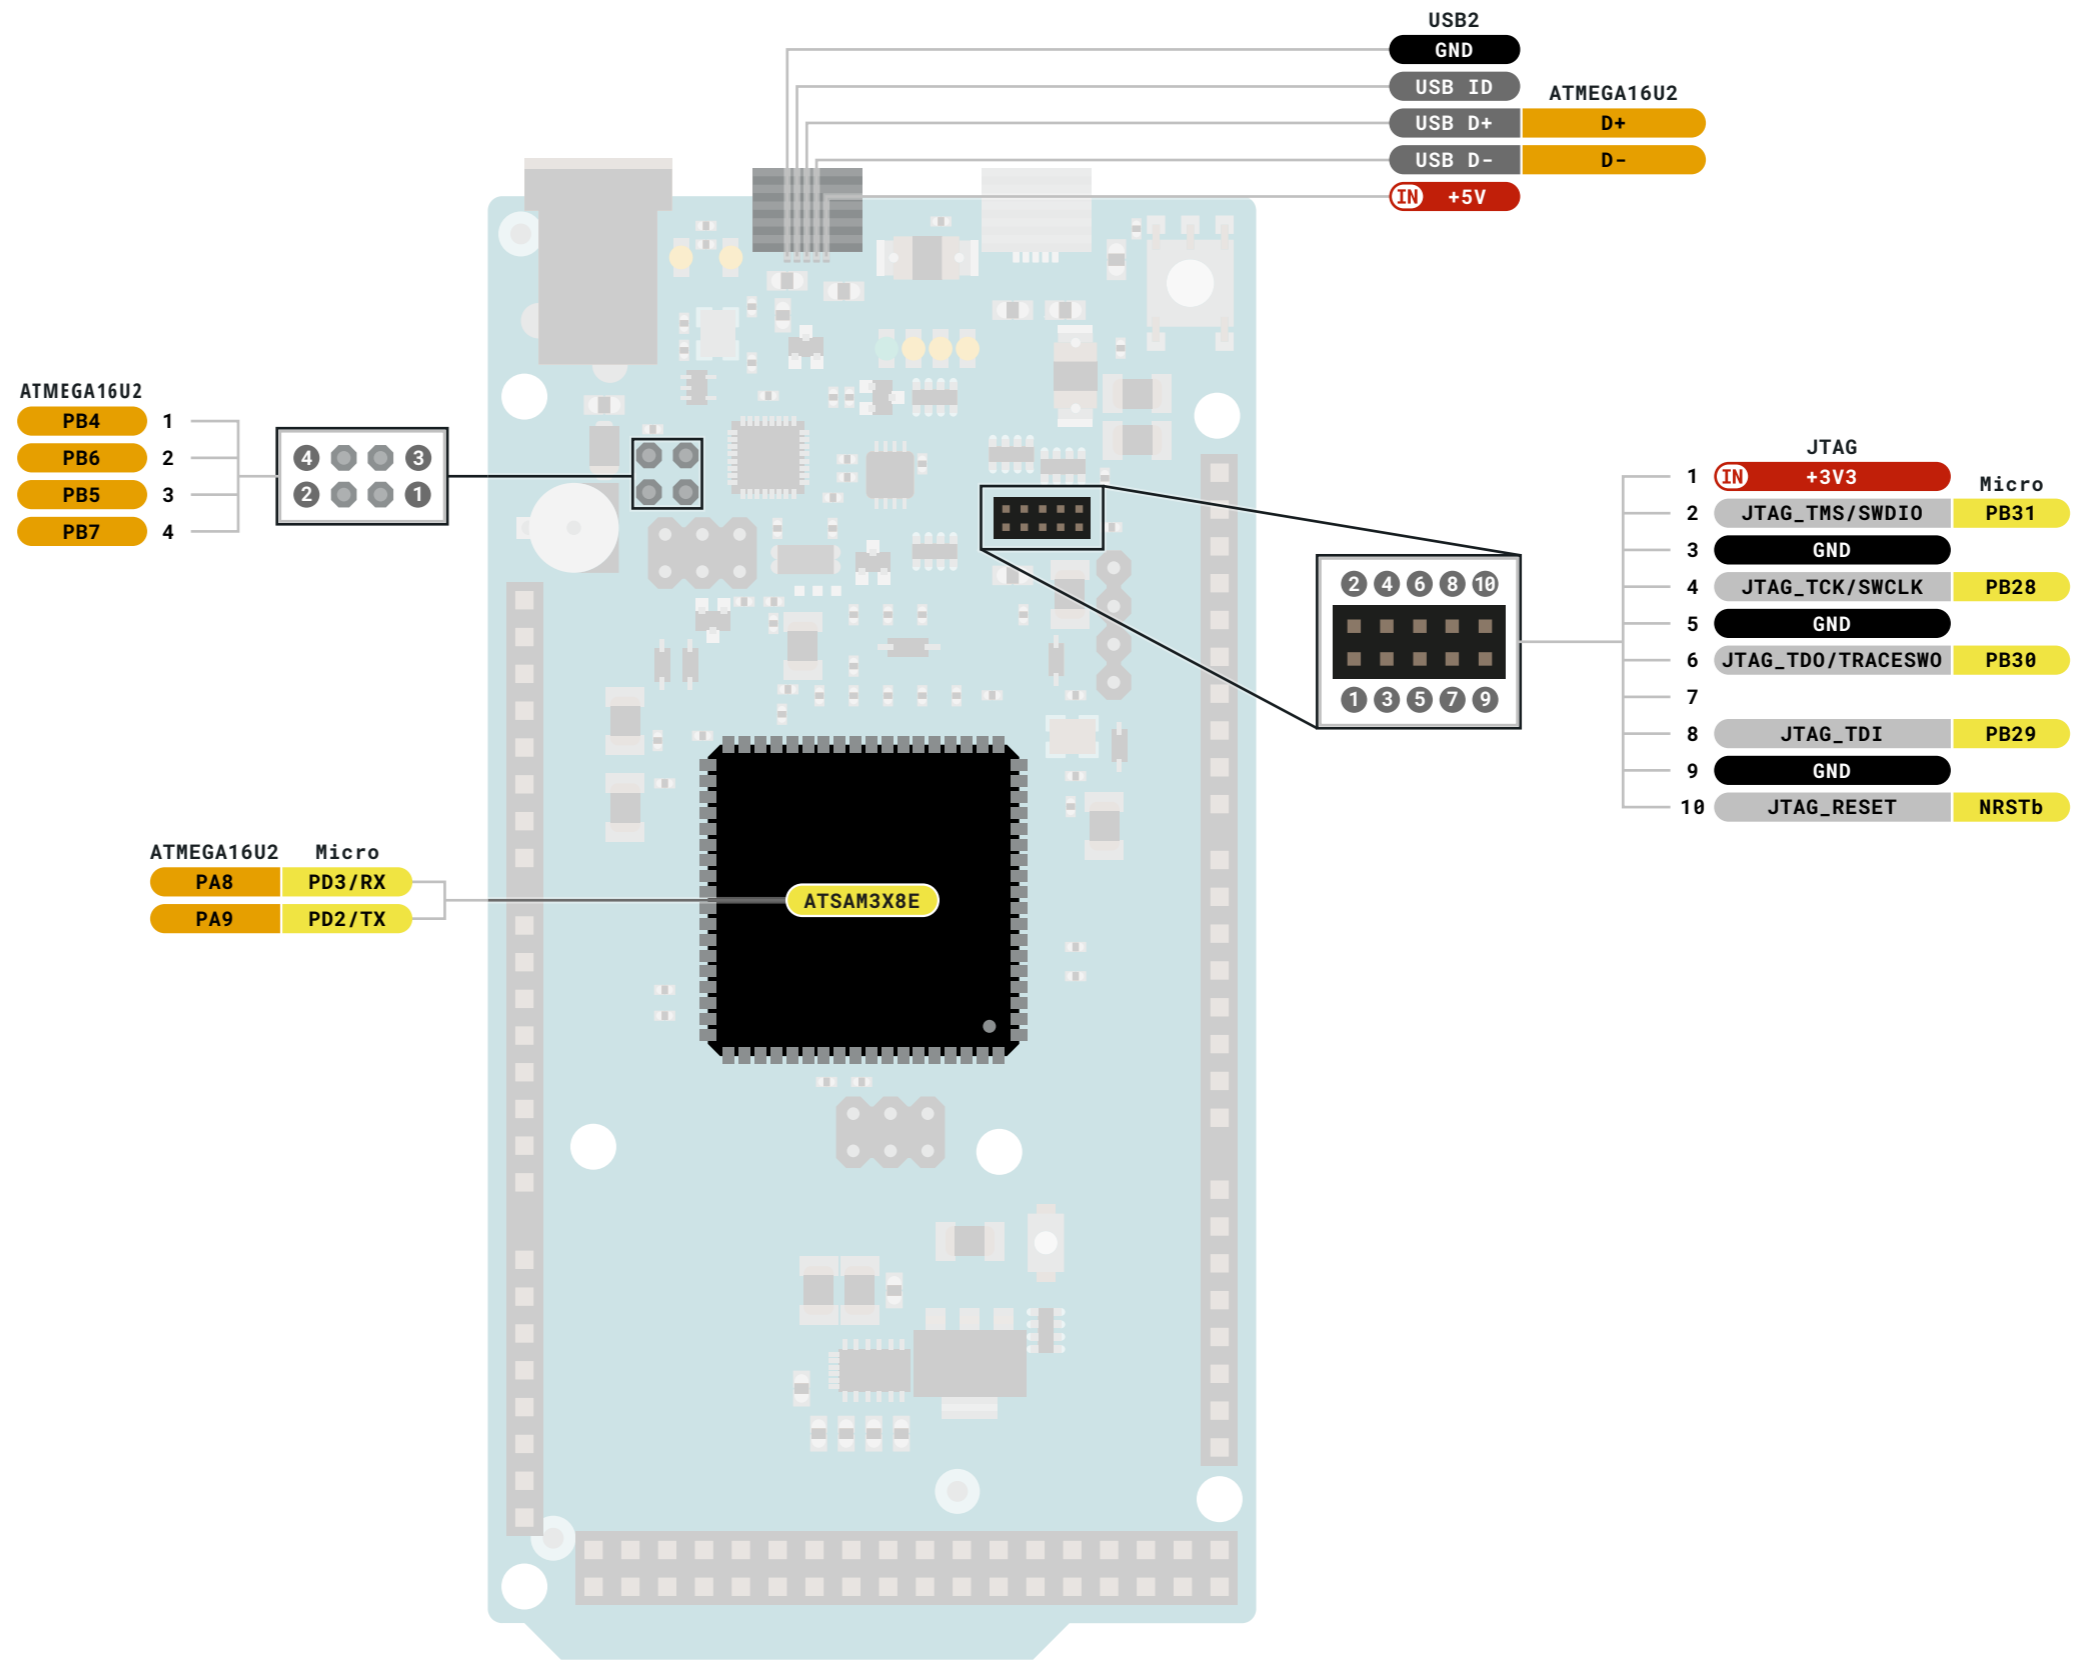 USB2
GND
USB ID
ATMEGA16U2
USB D+ D+
USB D- D-
IN +5V
ATMEGA16U2
PB4 1
PB6 2
PB5 3
PB7 4
4 3
2 1
JTAG
1 IN +3V3
Micro
2 JTAG_TMS/SWDIO PB31
3 GND
4 JTAG_TCK/SWCLK PB28
5 GND
6 JTAG_TDO/TRACESWO PB30
7
8 JTAG_TDI PB29
9 GND
10 JTAG_RESET NRSTb
2 4 6 8 10
1 3 5 7 9
ATMEGA16U2 Micro
PA8 PD3/RX
PA9 PD2/TX
ATSAM3X8E